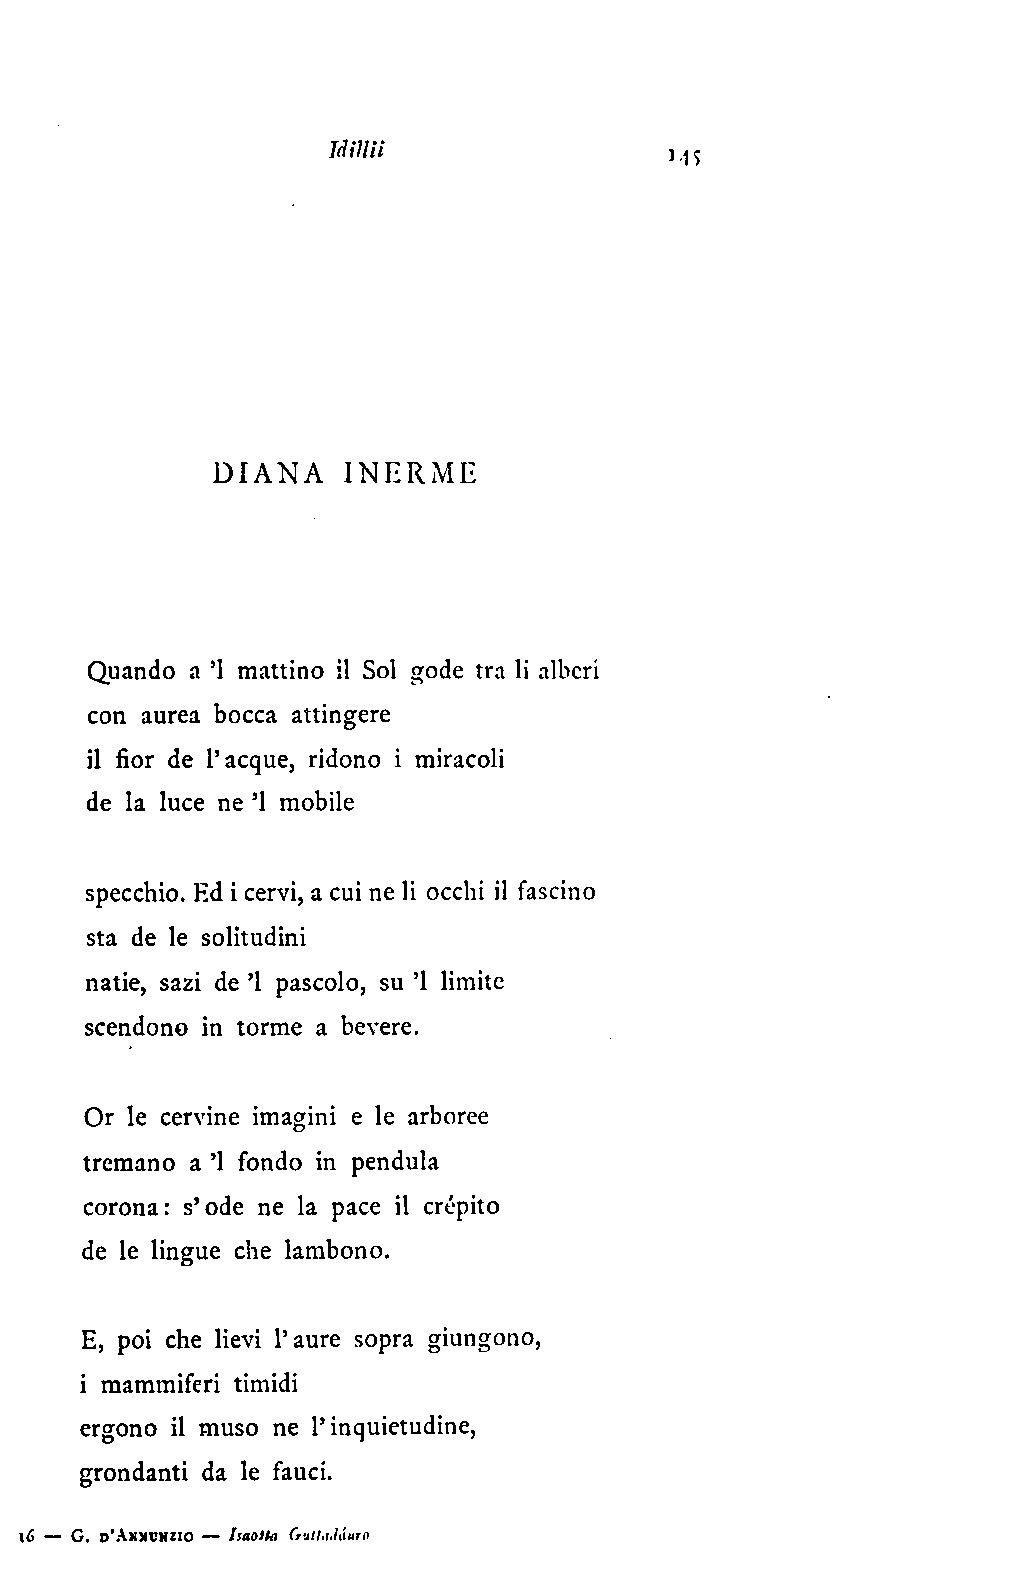 Idillii 145
DIANA INERME
Quando a 'l mattino il Sol gode tra li alberi
con aurea bocca attingere
il fior de l'acque, ridono i miracoli
de la luce ne 'l mobile
specchio. Ed i cervi, a cui ne li occhi il fascino
sta de le solitudini
natie, sazi de 'l pascolo, su 'l limite
scendono in torme a bevere.
Or le cervine imagini e le arboree
tremano a 'l fondo in pendula
corona: s'ode ne la pace il crépito
de le lingue che lambono.
E, poi che lievi l'aure sopra giungono,
i mammiferi timidi
ergono il muso ne l'inquietudine,
grondanti da le fauci.
16 — G. D'ANNUNZIO — Isaotta Guttadáuro